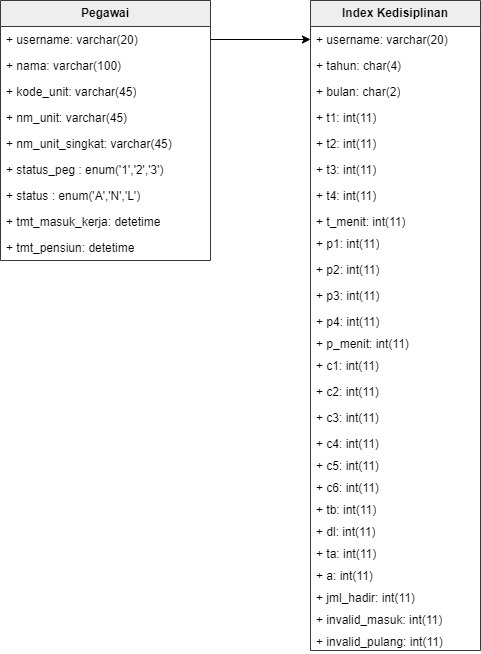 Pegawai
+ username: varchar(20)
+ nama: varchar(100)
+ kode_unit: varchar(45)
+ nm_unit: varchar(45)
+ nm_unit_singkat: varchar(45)
+ status_peg : enum('1','2','3')
+ status : enum('A','N','L')
+ tmt_masuk_kerja: detetime
+ tmt_pensiun: detetime
Index Kedisiplinan
+ username: varchar(20)
+ tahun: char(4)
+ bulan: char(2)
+ t1: int(11)
+ t2: int(11)
+ t3: int(11)
+ t4: int(11)
+ t_menit: int(11)
+ p1: int(11)
+ p2: int(11)
+ p3: int(11)
+ p4: int(11)
+ p_menit: int(11)
+ c1: int(11)
+ c2: int(11)
+ c3: int(11)
+ c4: int(11)
+ c5: int(11)
+ c6: int(11)
+ tb: int(11)
+ dl: int(11)
+ ta: int(11)
+ a: int(11)
+ jml_hadir: int(11)
+ invalid_masuk: int(11)
+ invalid_pulang: int(11)